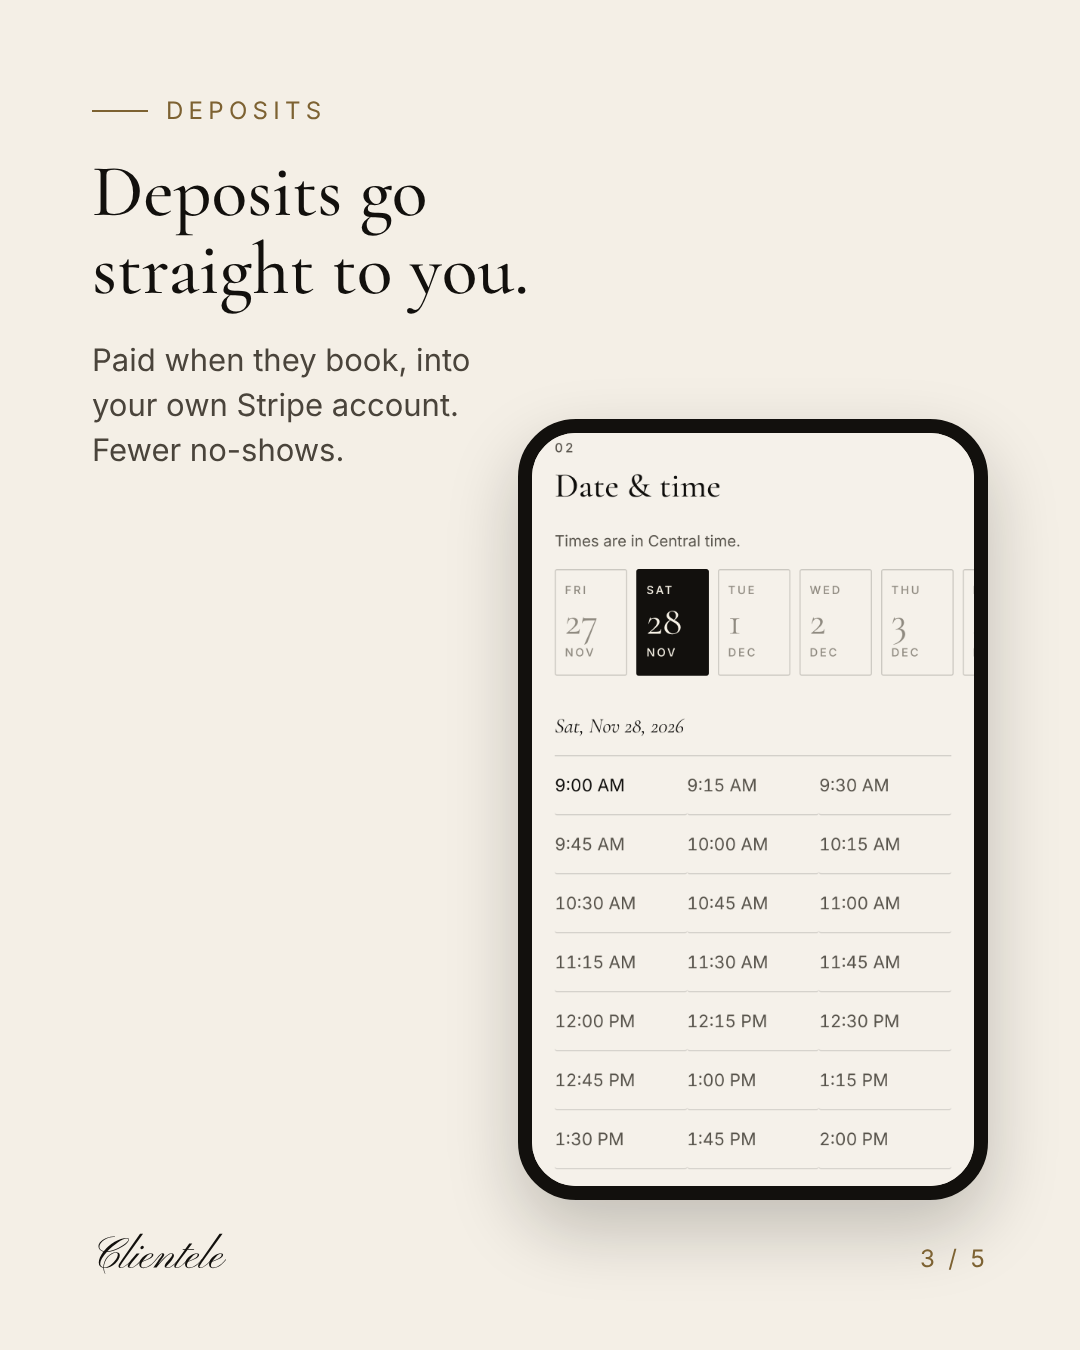 DEPOSITS
Deposits go
straight to you.
Paid when they book, into
your own Stripe account.
Fewer no-shows.
02
Date & time
Times are in Central time.
FRI SAT TUE WED THU
27 28 1 2 3
NOV NOV DEC DEC DEC
Sat, Nov 28, 2026
9:00 AM 9:15 AM 9:30 AM
9:45 AM 10:00 AM 10:15 AM
10:30 AM 10:45 AM 11:00 AM
11:15 AM 11:30 AM 11:45 AM
12:00 PM 12:15 PM 12:30 PM
12:45 PM 1:00 PM 1:15 PM
1:30 PM 1:45 PM 2:00 PM
Clientele
3 / 5